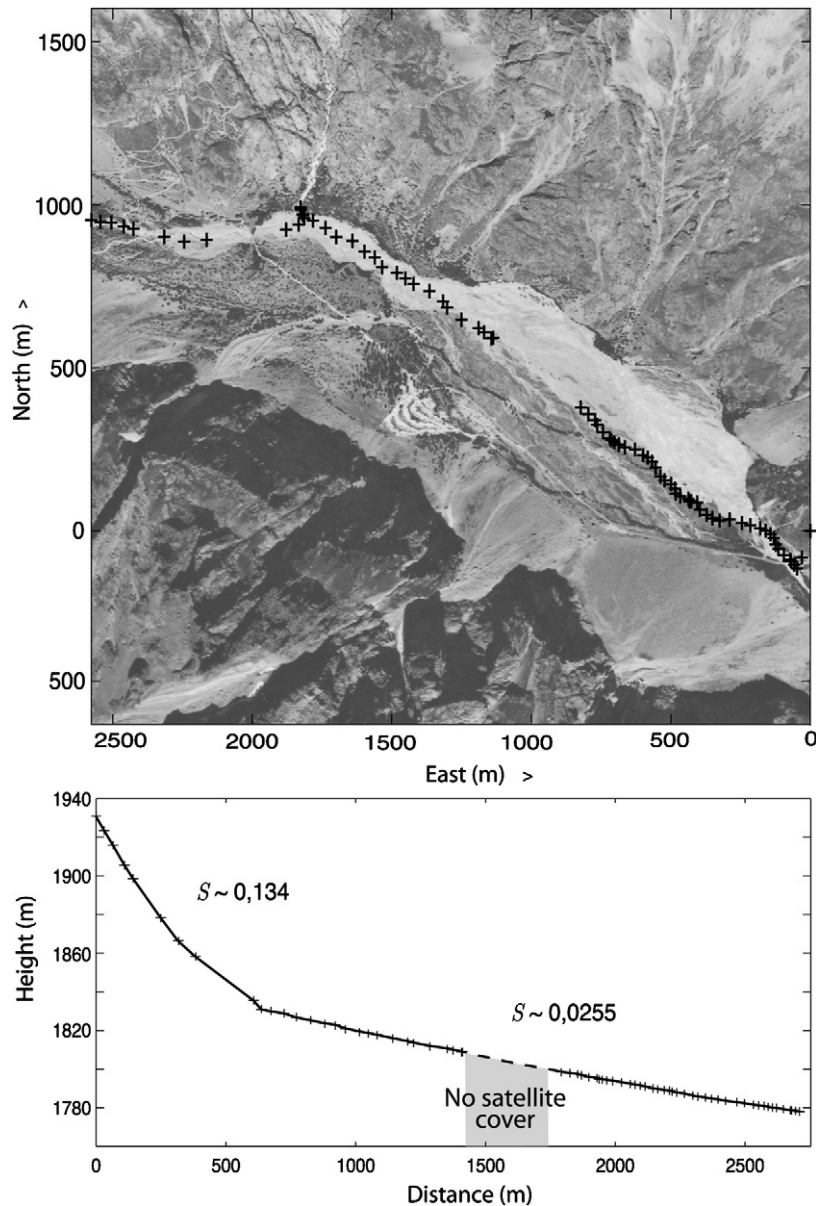 1500
1000
North (m) >
500
0
500
2500 2000 1500 1000 500 0
East (m) >
1940
1900
Height (m)
1860
1820
1780
S ~ 0,134
S ~ 0,0255
No satellite
cover
0 500 1000 1500 2000 2500
Distance (m)